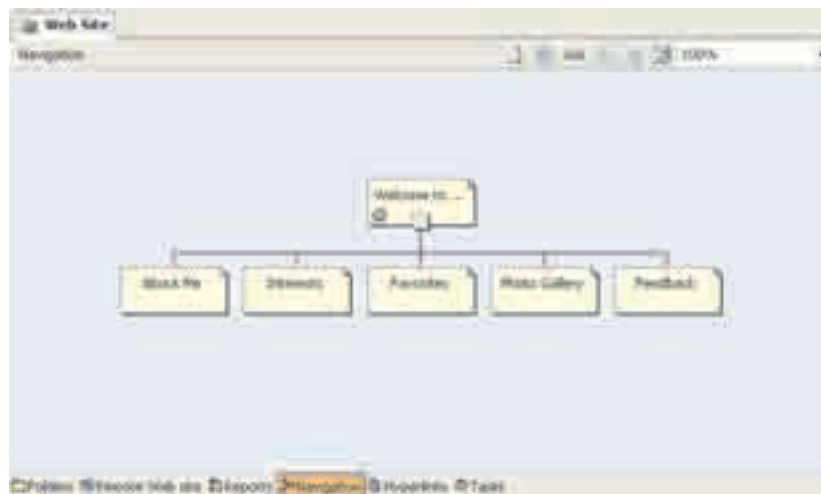 Web Site
Navigation
100%
Welcome to ...
About Me
Interests
Favorites
Photo Gallery
Feedback
Folders Remote Web site Reports Navigation Hyperlinks Tasks